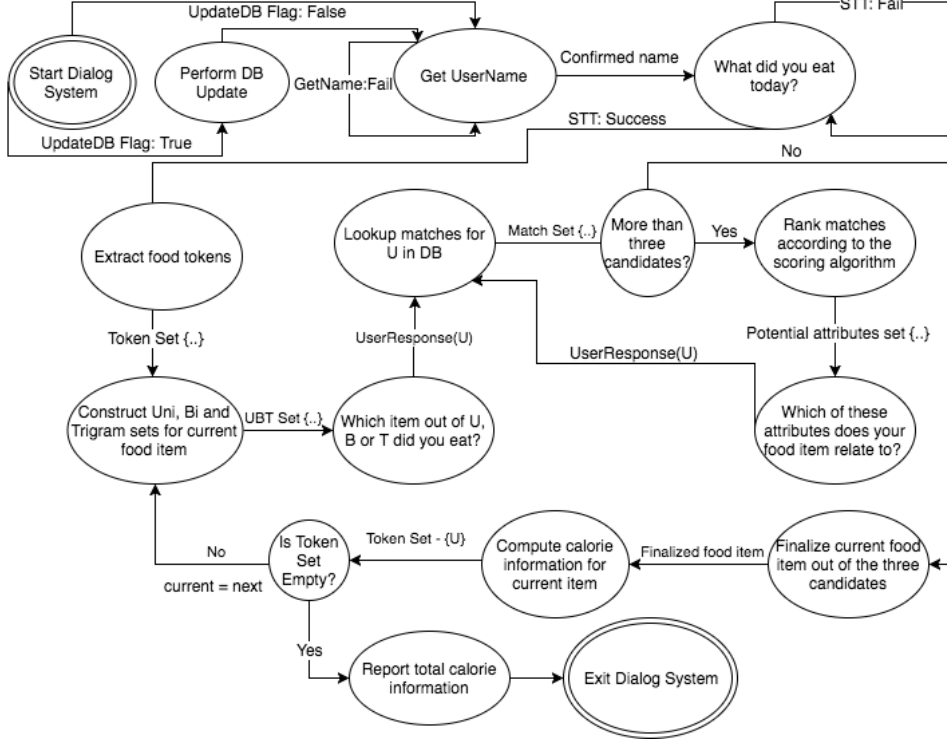 STT: Fail
UpdateDB Flag: False
Start Dialog
System
Perform DB
Update
GetName:Fail
Get UserName
Confirmed name
What did you eat
today?
UpdateDB Flag: True
STT: Success
No
Extract food tokens
Lookup matches for
U in DB
Match Set {..}
More than
three
candidates?
Yes
Rank matches
according to the
scoring algorithm
Token Set {..}
UserResponse(U)
UserResponse(U)
Potential attributes set {..}
Construct Uni, Bi and
Trigram sets for current
food item
UBT Set {..}
Which item out of U,
B or T did you eat?
Which of these
attributes does your
food item relate to?
No
current = next
Is Token
Set
Empty?
Token Set - {U}
Compute calorie
information for
current item
Finalized food item
Finalize current food
item out of the three
candidates
Yes
Report total calorie
information
Exit Dialog System